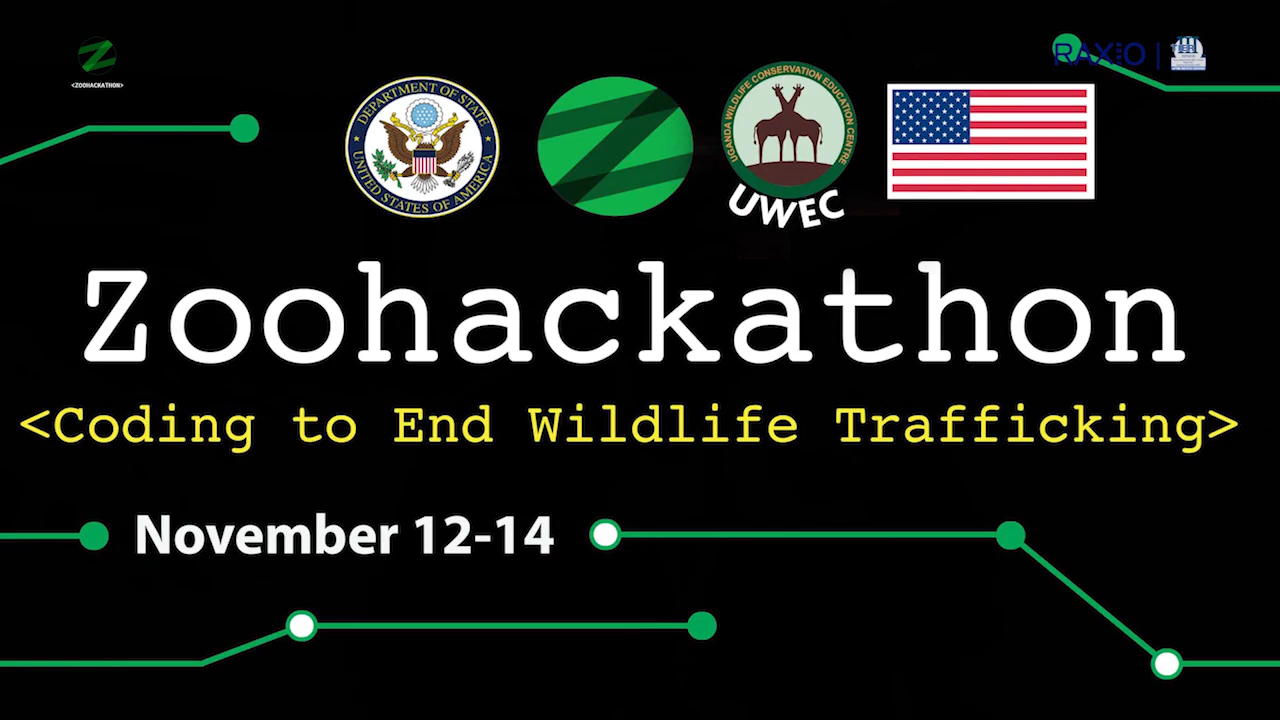 <ZOOHACKATHON>
RAXIO
DEPARTMENT OF STATE
UNITED STATES OF AMERICA
UGANDA WILDLIFE CONSERVATION EDUCATION CENTRE
UWEC
Zoohackathon
<Coding to End Wildlife Trafficking>
November 12-14